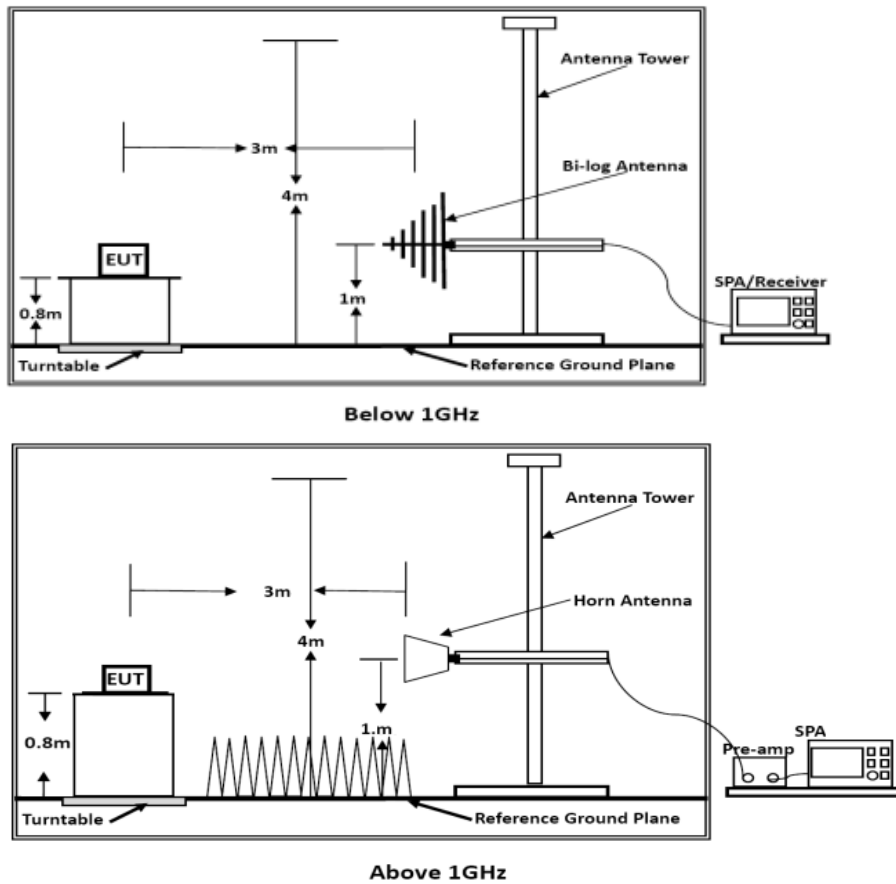 Antenna Tower
3m
Bi-log Antenna
4m
EUT
SPA/Receiver
0.8m
1m
Turntable
Reference Ground Plane
Below 1GHz
Antenna Tower
3m
Horn Antenna
4m
EUT
0.8m
1.m
SPA
Pre-amp
Turntable
Reference Ground Plane
Above 1GHz